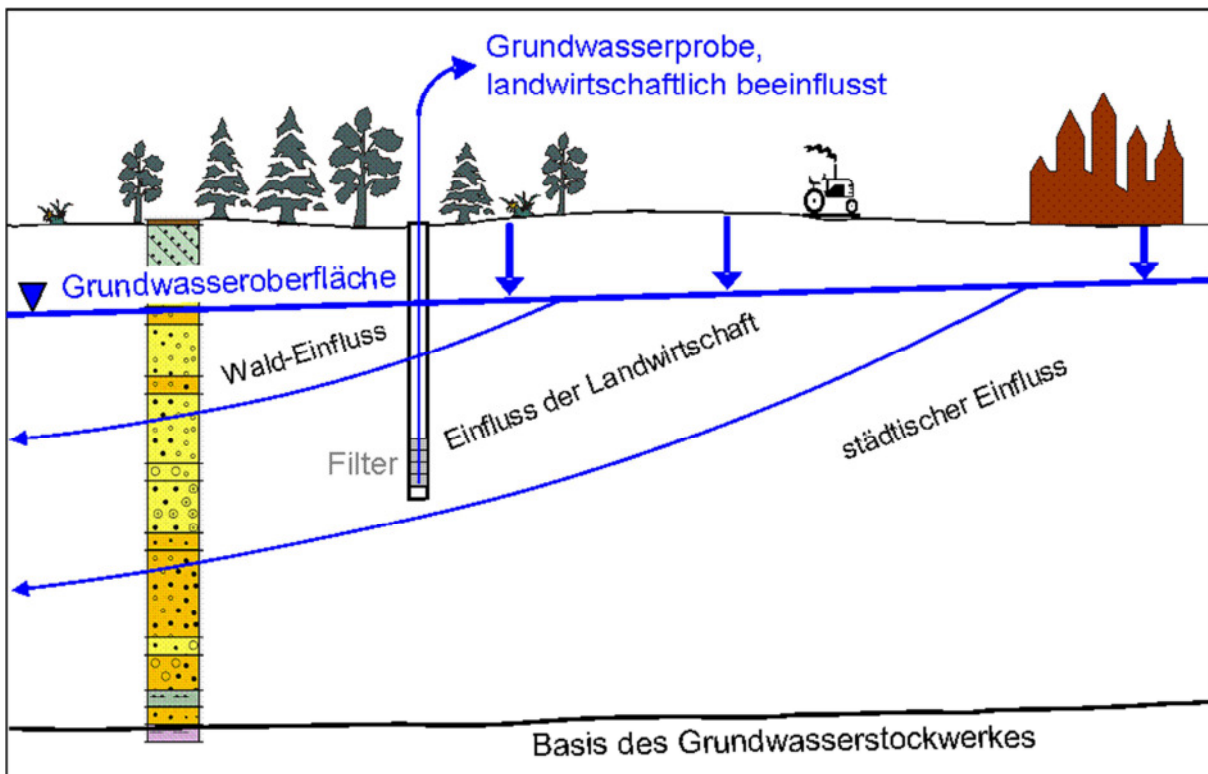 Grundwasserprobe,
landwirtschaftlich beeinflusst
Grundwasseroberfläche
Wald-Einfluss
Einfluss der Landwirtschaft
städtischer Einfluss
Filter
Basis des Grundwasserstockwerkes